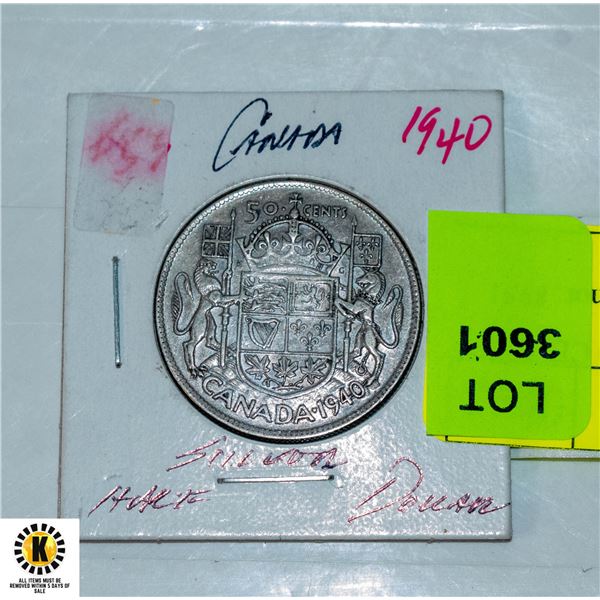 Canada 1940
50 CENTS
CANADA·1940
LOT
3601
Silver
Half Dollar
K
ALL ITEMS MUST BE
REMOVED WITHIN 5 DAYS OF
SALE